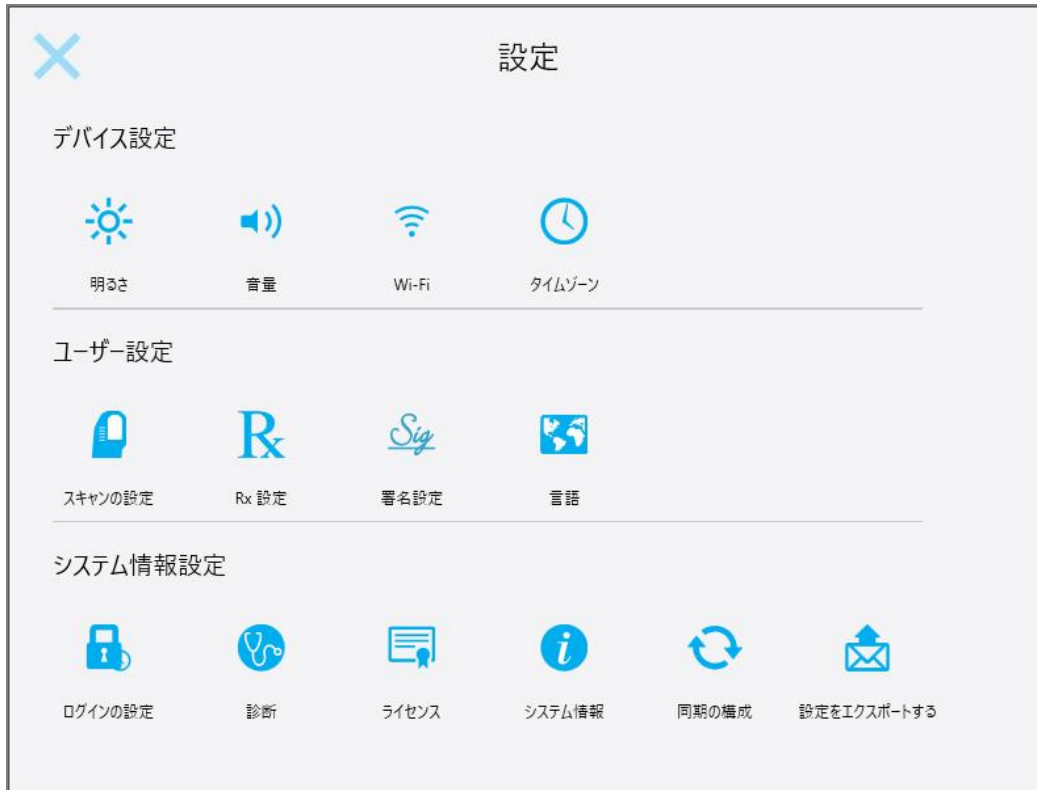 設定
デバイス設定
明るさ 音量 Wi-Fi タイムゾーン
ユーザー設定
Rx Sig
スキャンの設定 Rx 設定 署名設定 言語
システム情報設定
i
ログインの設定 診断 ライセンス システム情報 同期の構成 設定をエクスポートする